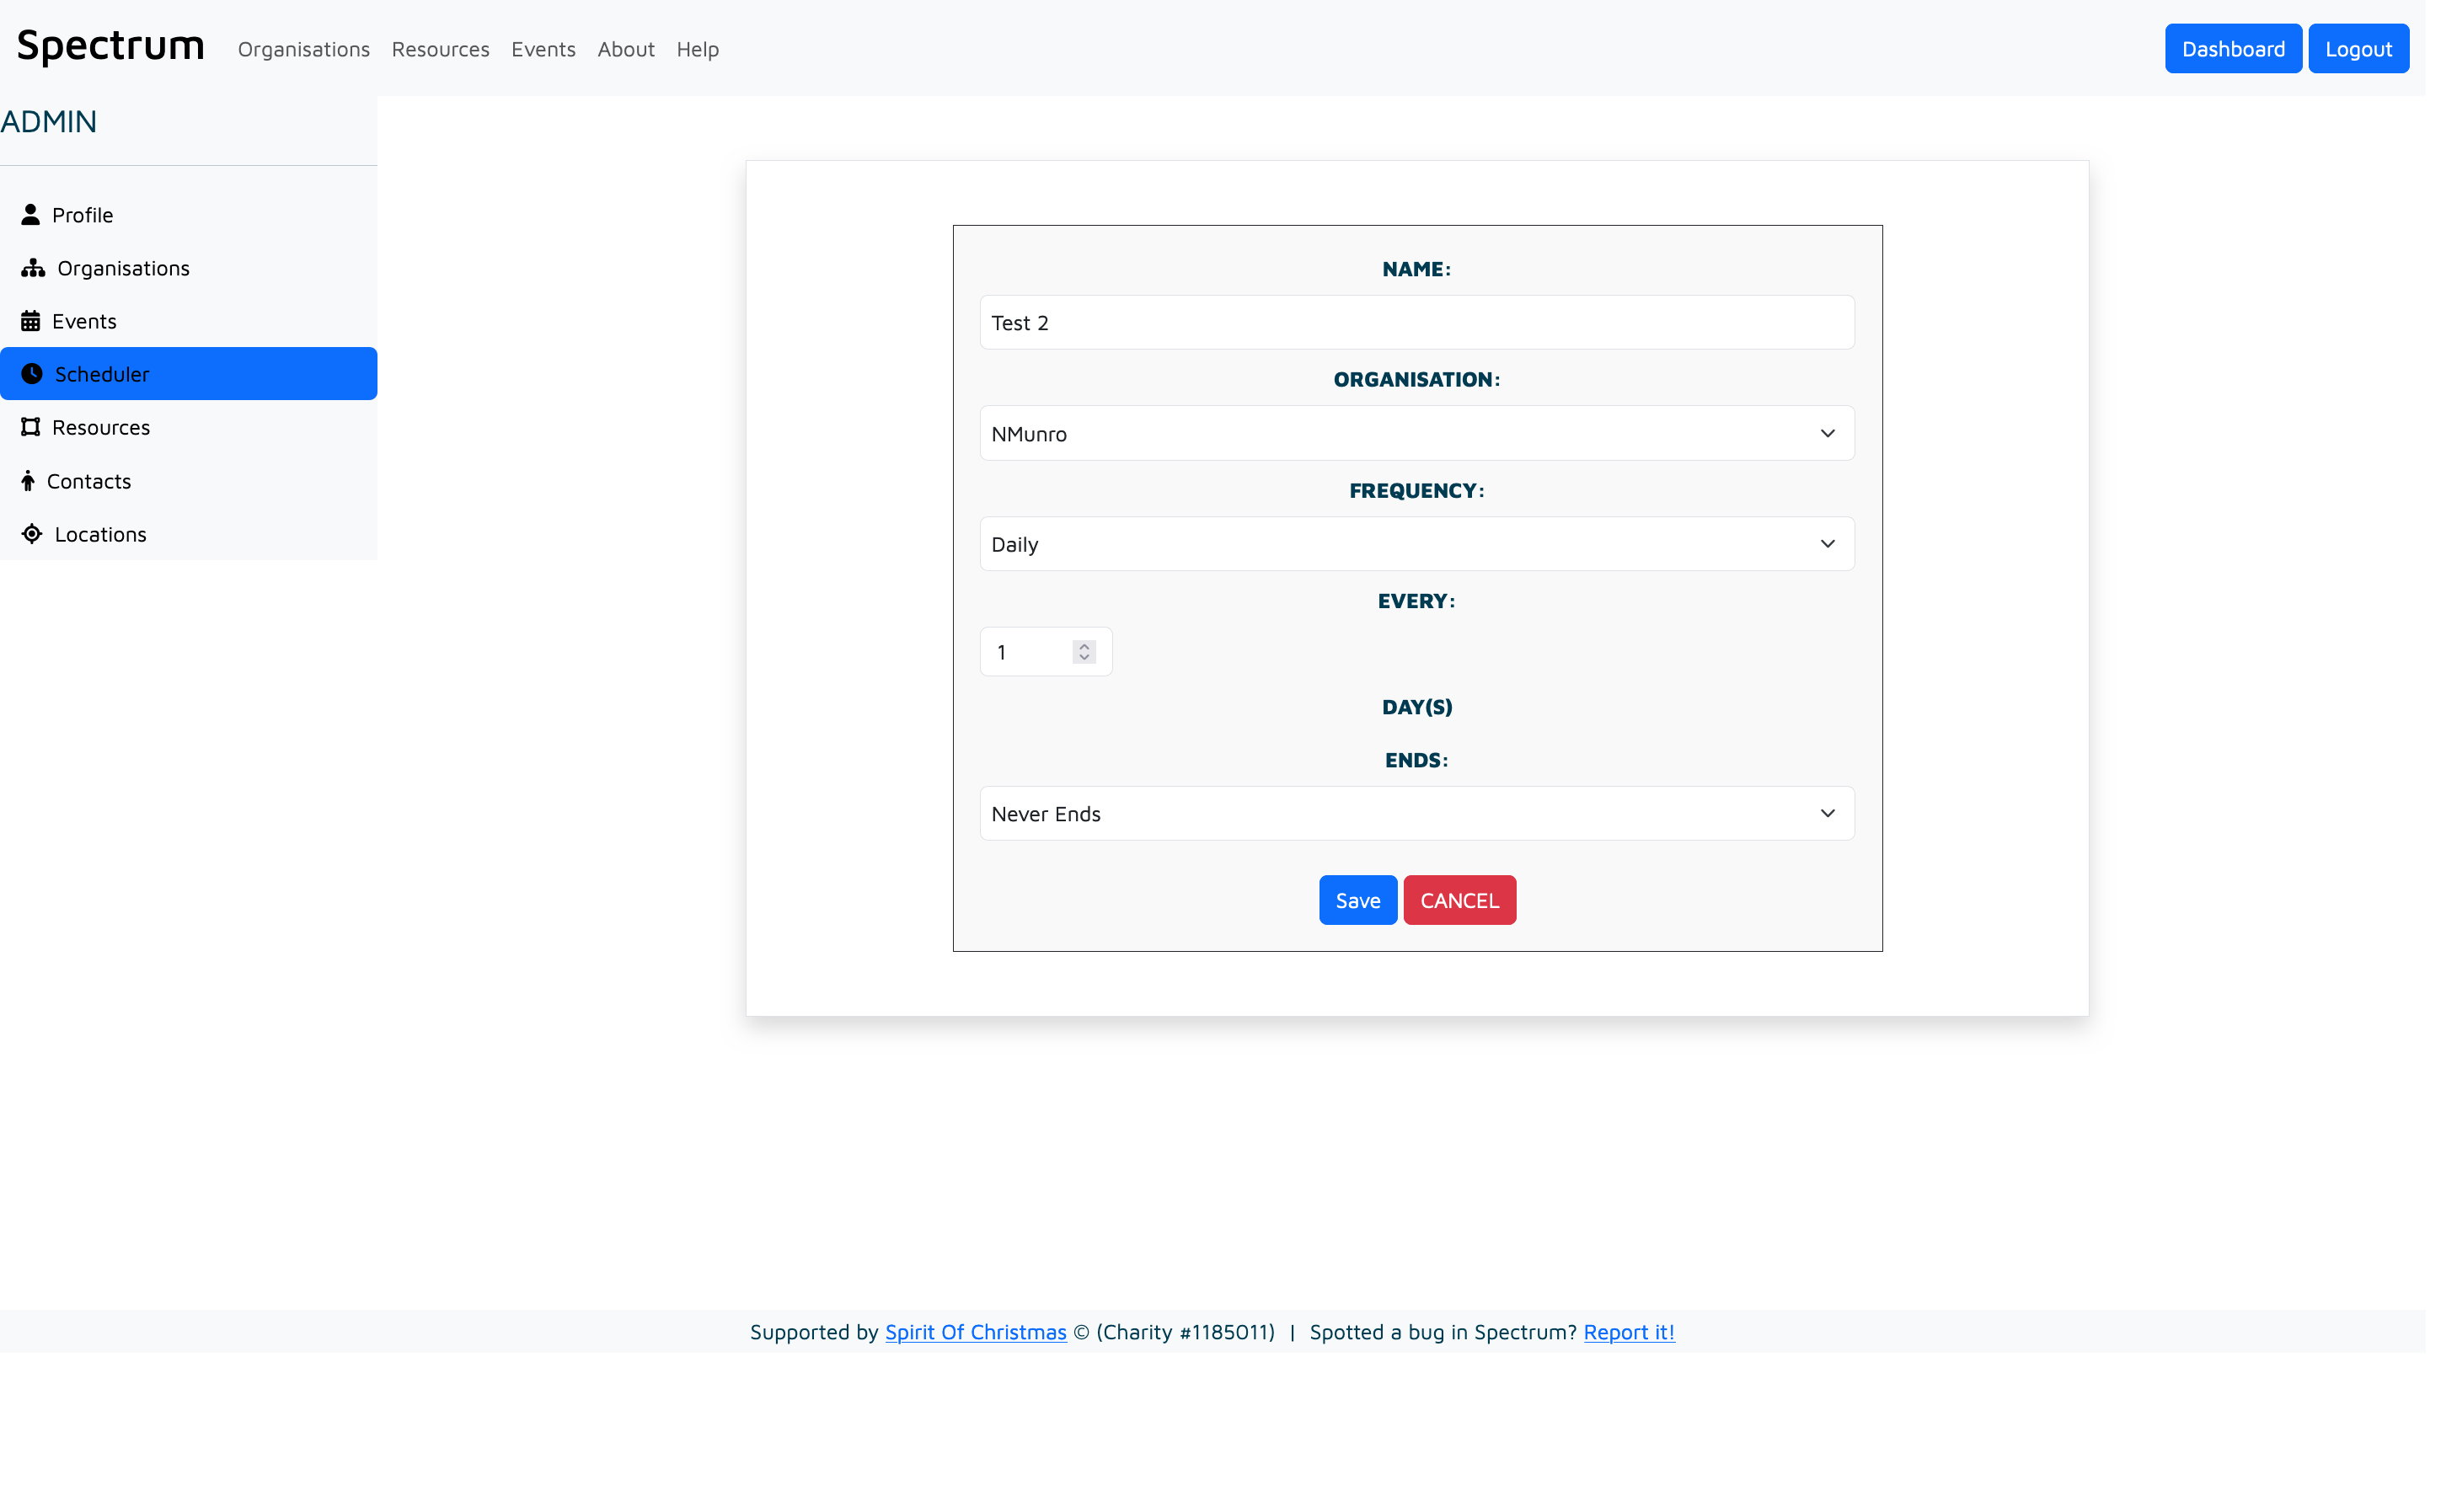 Spectrum Organisations Resources Events About Help Dashboard Logout
ADMIN
Profile
Organisations
Events
Scheduler
Resources
Contacts
Locations
NAME:
Test 2
ORGANISATION:
NMunro
FREQUENCY:
Daily
EVERY:
1
DAY(S)
ENDS:
Never Ends
Save CANCEL
Supported by Spirit Of Christmas © (Charity #1185011) | Spotted a bug in Spectrum? Report it!